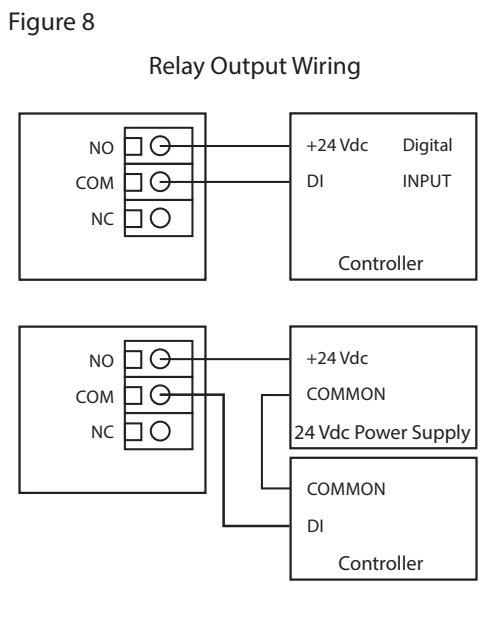 Figure 8
Relay Output Wiring
NO
COM
NC
+24 Vdc Digital
DI INPUT
Controller
NO
COM
NC
+24 Vdc
COMMON
24 Vdc Power Supply
COMMON
DI
Controller